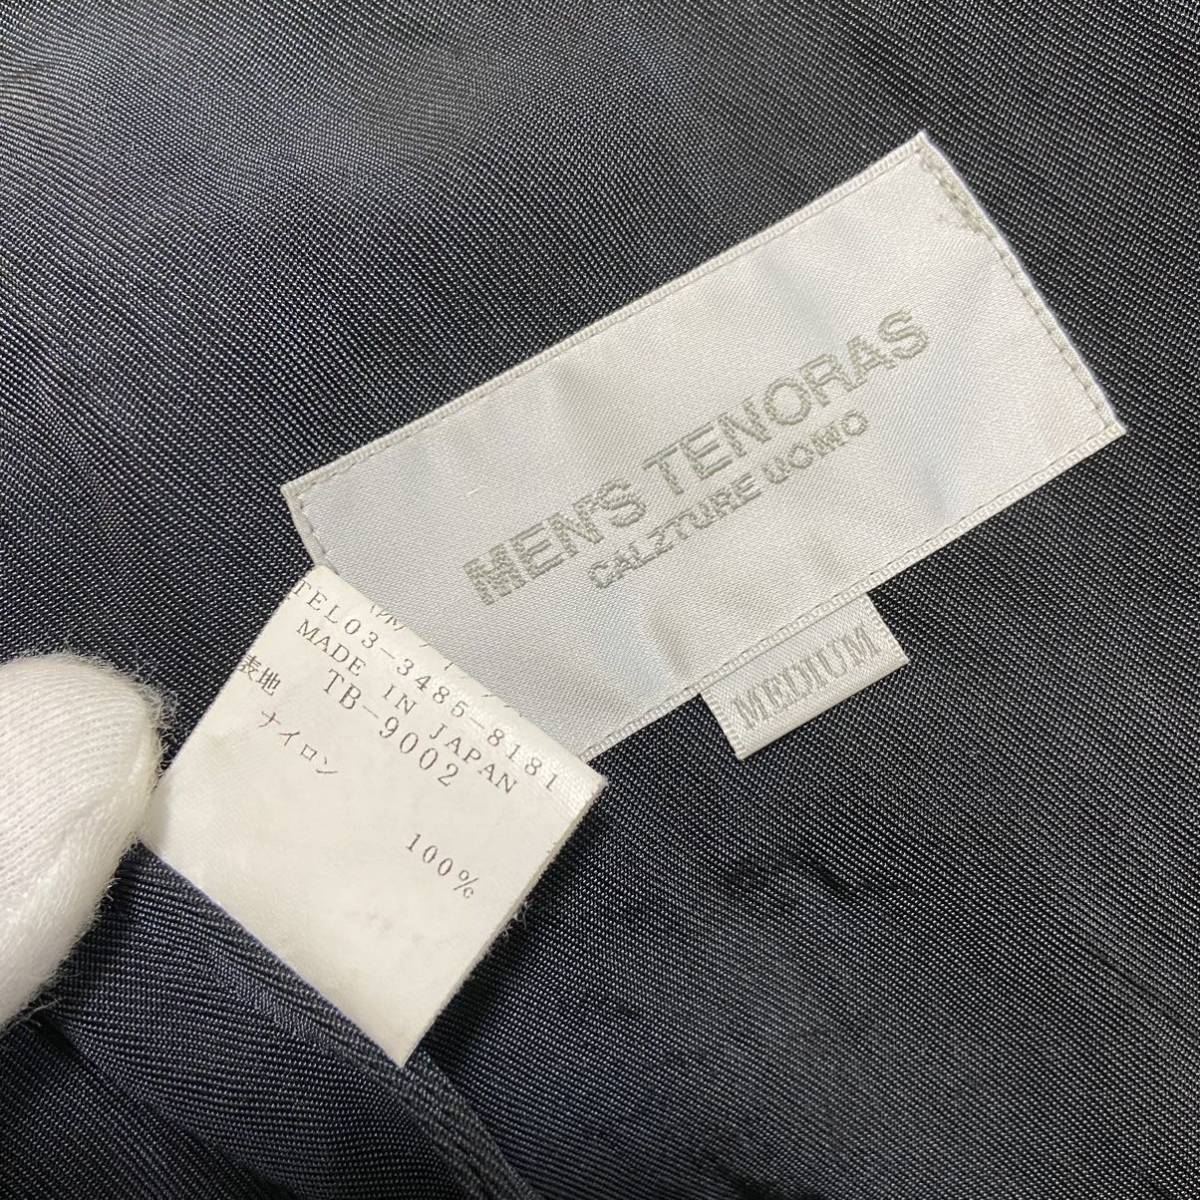 MEN'S TENORAS
CALZTURE UOMO
MEDIUM
TEL03-3485-8181
MADE IN JAPAN
TB-9002
表地
ナイロン
100%